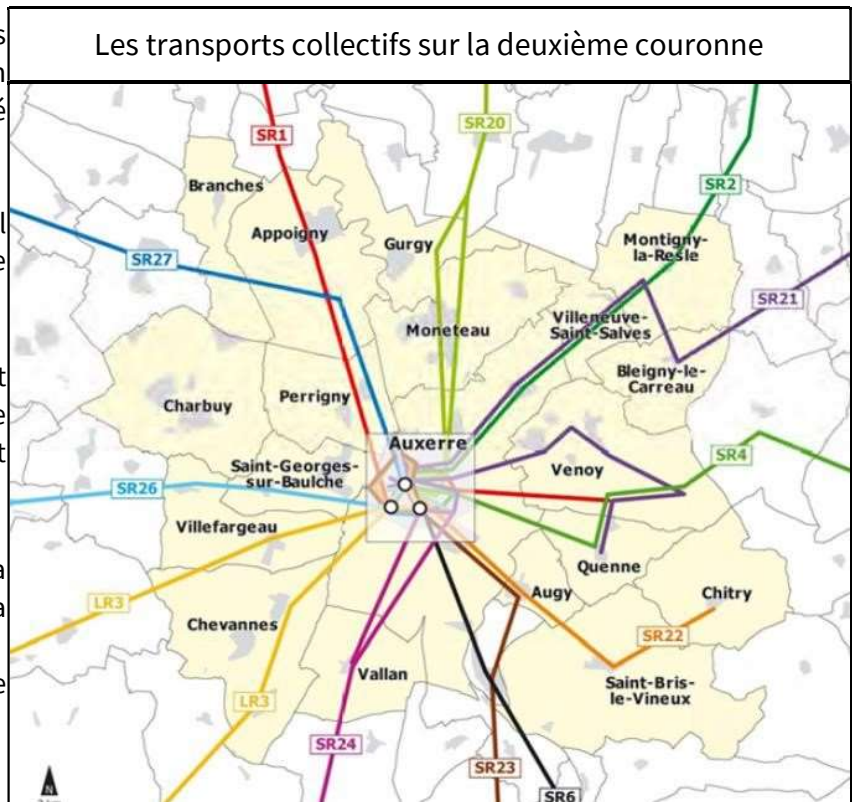 Les transports collectifs sur la deuxième couronne
SR1
SR20
SR2
Branches
Appoigny
Gurgy
Montigny-
la-Resle
SR27
SR21
Moneteau
Villeneuve-
Saint-Salves
Bleigny-le-
Carreau
Charbuy
Perrigny
Auxerre
SR4
Saint-Georges-
sur-Baulche
Venoy
SR26
Villefargeau
Quenne
LR3
Augy
Chitry
Chevannes
SR22
Vallan
Saint-Bris-
le-Vineux
LR3
SR24
SR23
SR6
N